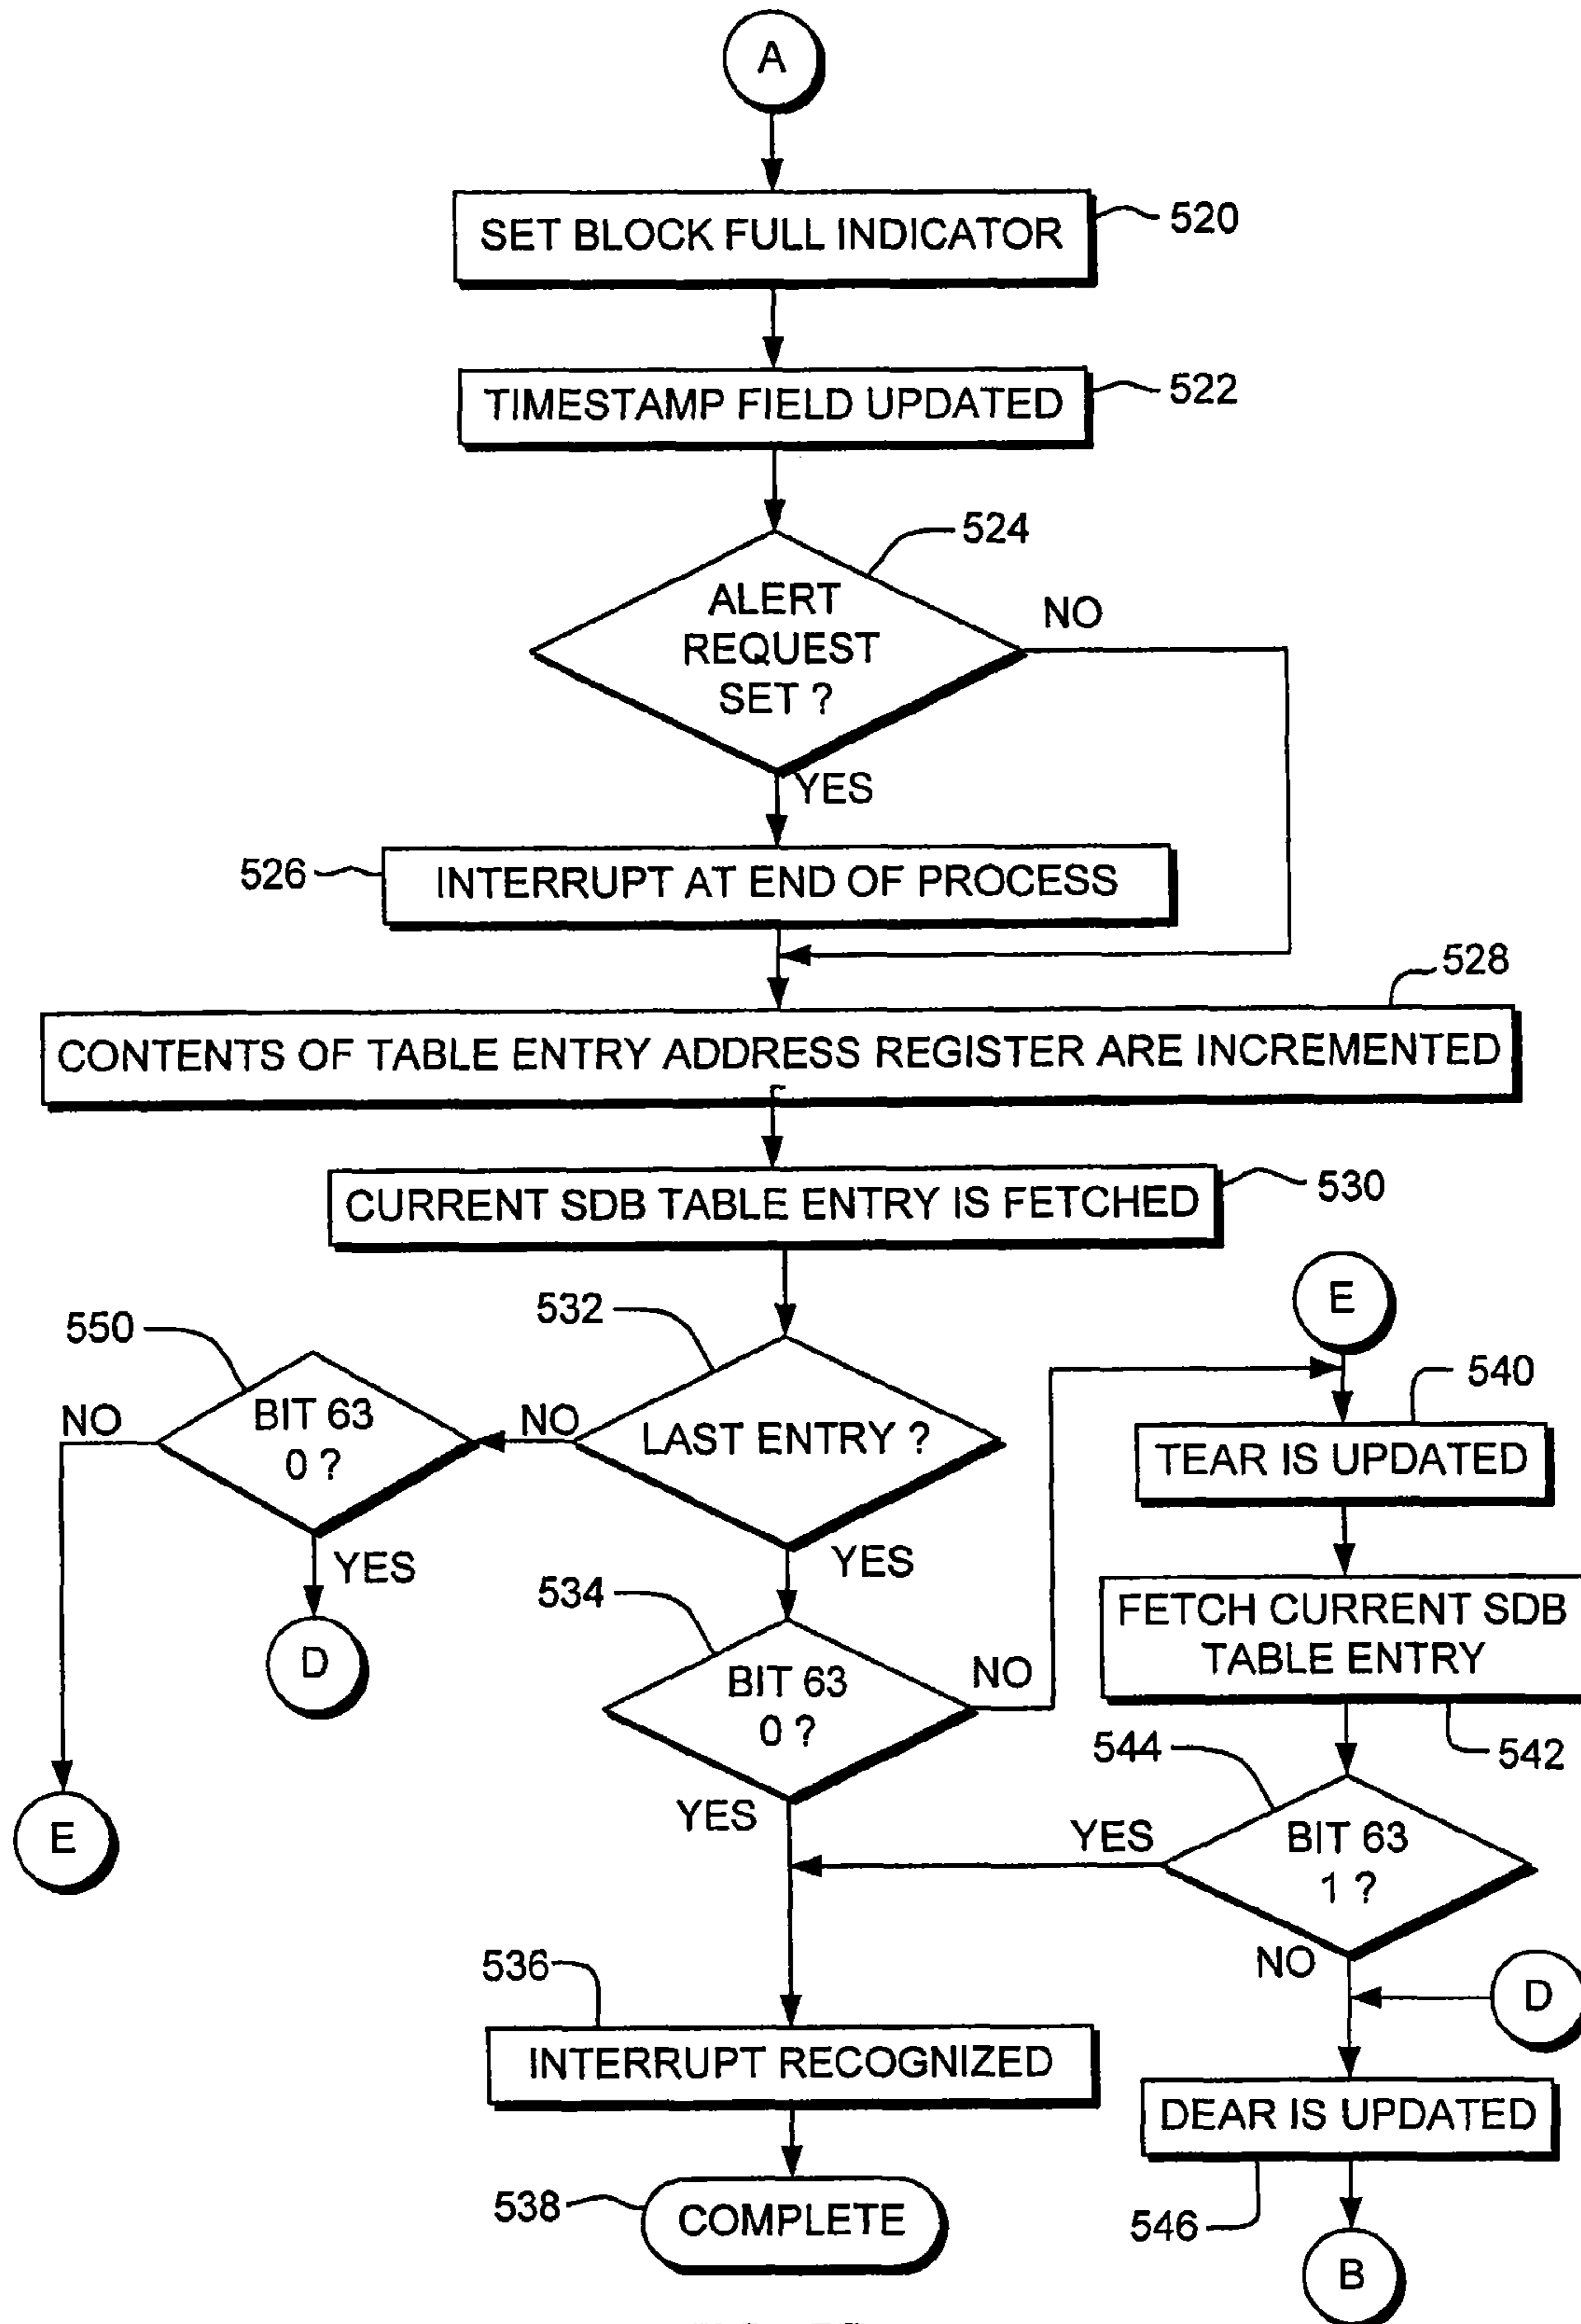 A
SET BLOCK FULL INDICATOR
520
TIMESTAMP FIELD UPDATED
522
524
ALERT
REQUEST
SET ?
NO
YES
526
INTERRUPT AT END OF PROCESS
528
CONTENTS OF TABLE ENTRY ADDRESS REGISTER ARE INCREMENTED
CURRENT SDB TABLE ENTRY IS FETCHED
530
532
LAST ENTRY ?
NO
YES
550
BIT 63
0 ?
NO
YES
D
E
534
BIT 63
0 ?
NO
YES
E
540
TEAR IS UPDATED
FETCH CURRENT SDB
TABLE ENTRY
542
544
BIT 63
1 ?
YES
NO
D
536
INTERRUPT RECOGNIZED
538
COMPLETE
DEAR IS UPDATED
546
B